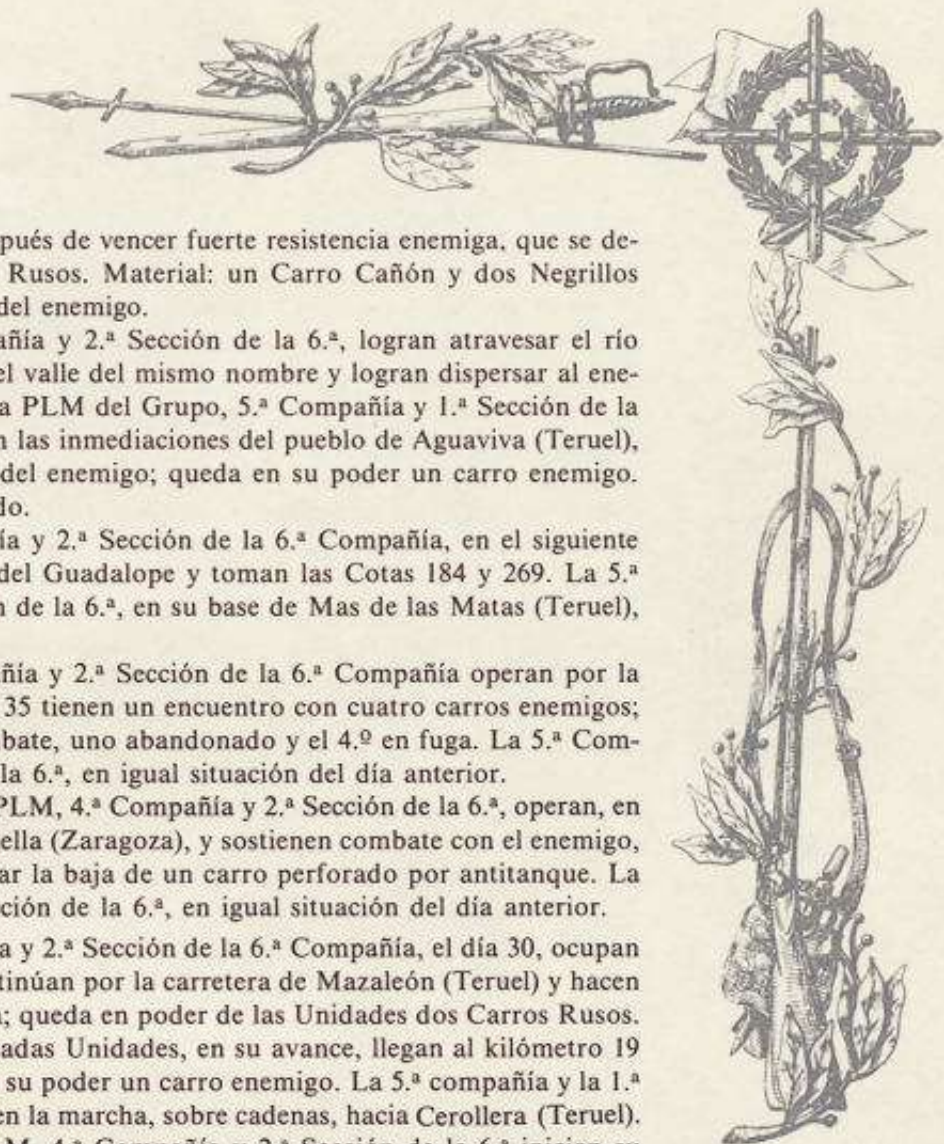 pués de vencer fuerte resistencia enemiga, que se de-
Rusos. Material: un Carro Cañón y dos Negrillos
del enemigo.
añía y 2.ª Sección de la 6.ª, logran atravesar el río
el valle del mismo nombre y logran dispersar al ene-
a PLM del Grupo, 5.ª Compañía y 1.ª Sección de la
n las inmediaciones del pueblo de Aguaviva (Teruel),
del enemigo; queda en su poder un carro enemigo.
do.
ía y 2.ª Sección de la 6.ª Compañía, en el siguiente
del Guadalope y toman las Cotas 184 y 269. La 5.ª
n de la 6.ª, en su base de Mas de las Matas (Teruel),
ñía y 2.ª Sección de la 6.ª Compañía operan por la
35 tienen un encuentro con cuatro carros enemigos;
bate, uno abandonado y el 4.º en fuga. La 5.ª Com-
la 6.ª, en igual situación del día anterior.
PLM, 4.ª Compañía y 2.ª Sección de la 6.ª, operan, en
ella (Zaragoza), y sostienen combate con el enemigo,
ar la baja de un carro perforado por antitanque. La
ción de la 6.ª, en igual situación del día anterior.
a y 2.ª Sección de la 6.ª Compañía, el día 30, ocupan
tinúan por la carretera de Mazaleón (Teruel) y hacen
; queda en poder de las Unidades dos Carros Rusos.
adas Unidades, en su avance, llegan al kilómetro 19
su poder un carro enemigo. La 5.ª compañía y la 1.ª
en la marcha, sobre cadenas, hacia Cerollera (Teruel).
M, 4.ª Compañía y 2.ª Sección de la 6.ª inician en